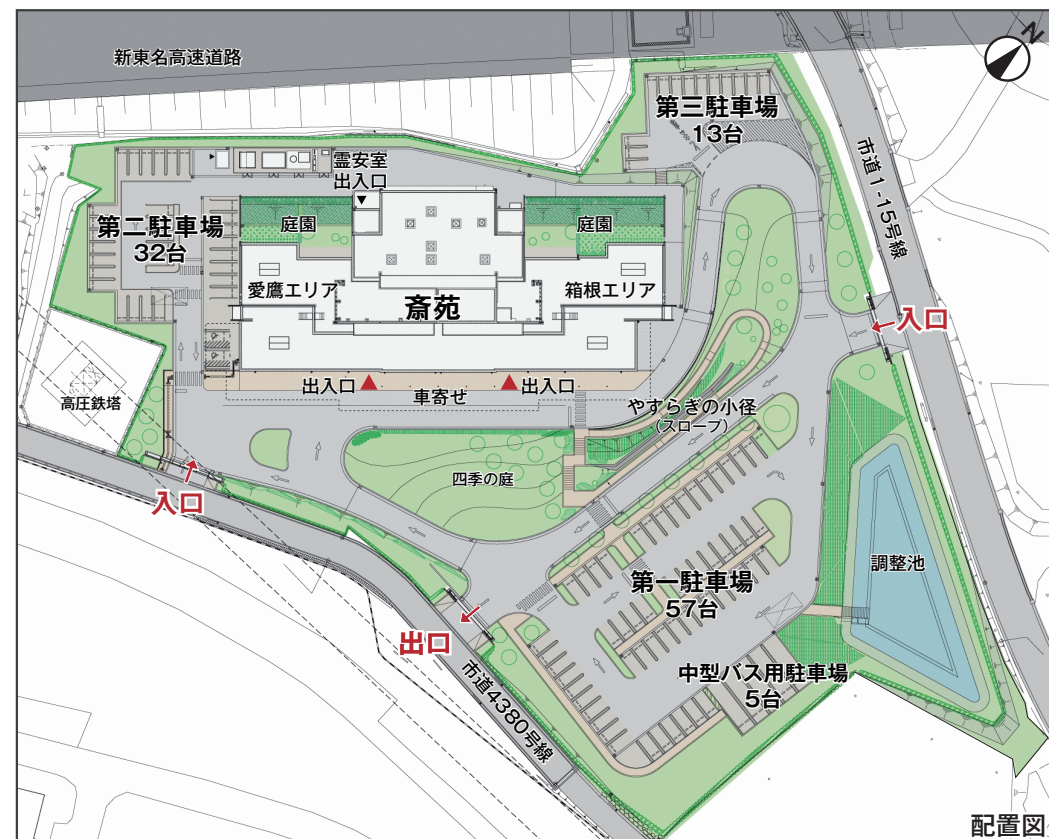 新東名高速道路
N
第三駐車場
13台
市道1-15号線
霊安室
出入口
第二駐車場
32台
庭園
庭園
愛鷹エリア
斎苑
箱根エリア
入口
出入口
車寄せ
出入口
高圧鉄塔
やすらぎの小径
(スロープ)
四季の庭
入口
調整池
第一駐車場
57台
出口
中型バス用駐車場
5台
市道4380号線
配置図